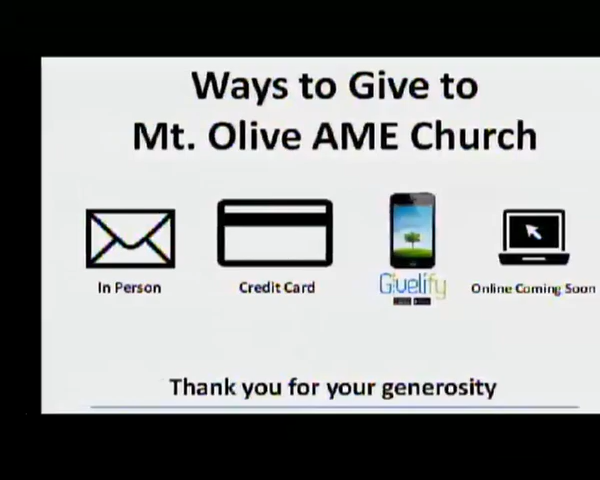 Ways to Give to
Mt. Olive AME Church
In Person
Credit Card
Givelify
Online Coming Soon
Thank you for your generosity